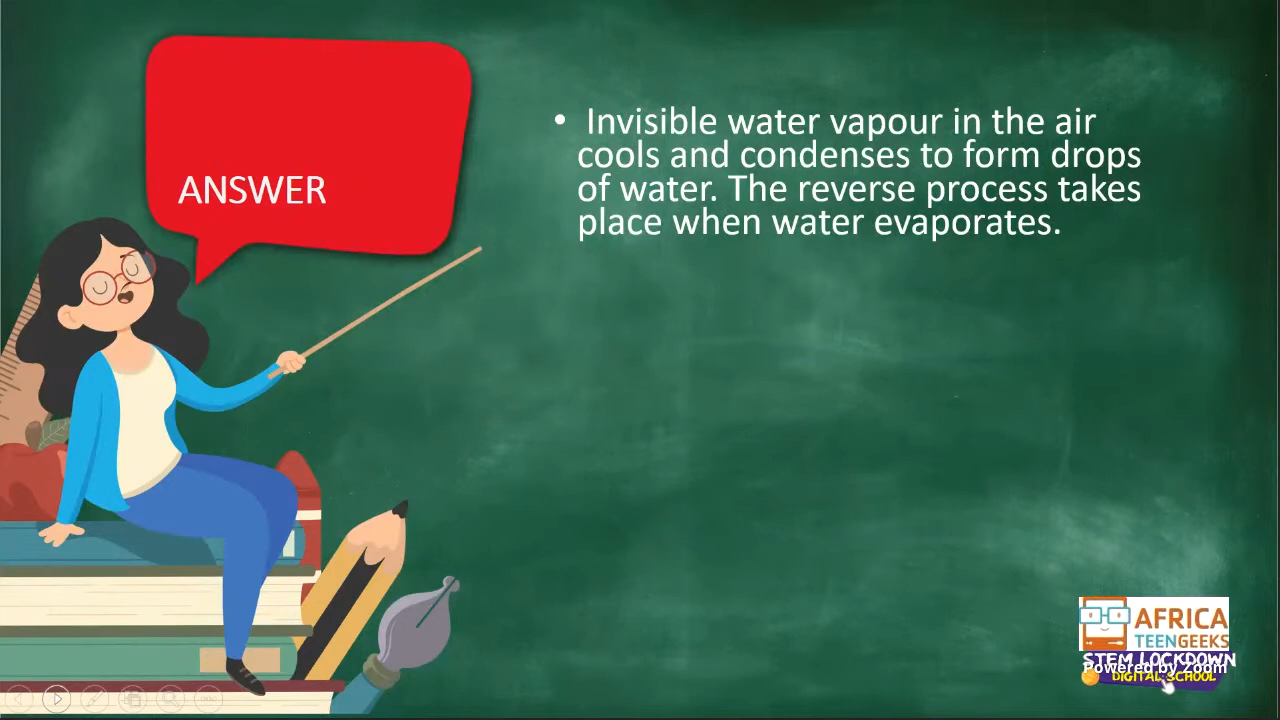 ANSWER
• Invisible water vapour in the air
cools and condenses to form drops
of water. The reverse process takes
place when water evaporates.
AFRICA
TEENGEEKS
STEM LOCKDOWN
Powered by Zoom
DIGITAL SCHOOL